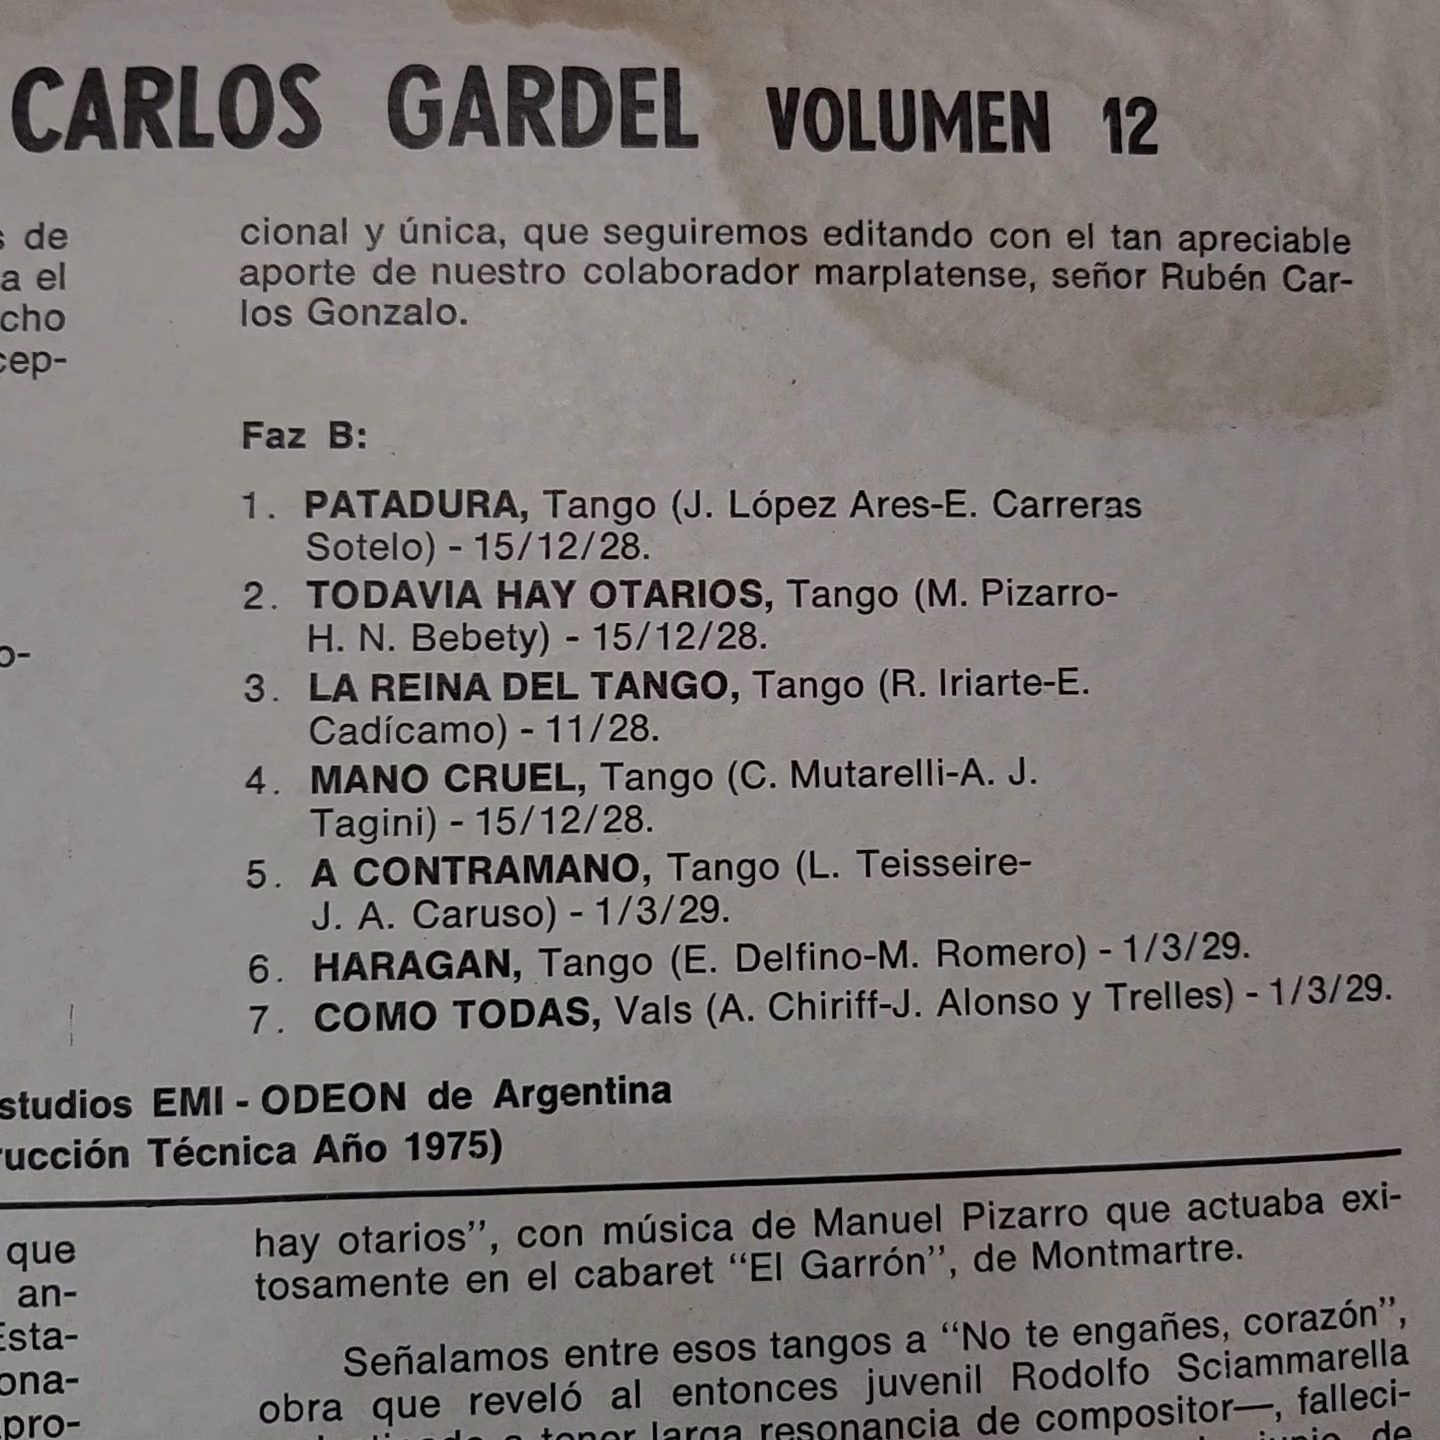 CARLOS GARDEL VOLUMEN 12
de
a el
cho
cep-
cional y única, que seguiremos editando con el tan apreciable
aporte de nuestro colaborador marplatense, señor Rubén Car-
los Gonzalo.
Faz B:
1. PATADURA, Tango (J. López Ares-E. Carreras
Sotelo) - 15/12/28.
2. TODAVIA HAY OTARIOS, Tango (M. Pizarro-
H. N. Bebety) - 15/12/28.
o-
3. LA REINA DEL TANGO, Tango (R. Iriarte-E.
Cadícamo) - 11/28.
4. MANO CRUEL, Tango (C. Mutarelli-A. J.
Tagini) - 15/12/28.
5. A CONTRAMANO, Tango (L. Teisseire-
J. A. Caruso) - 1/3/29.
6. HARAGAN, Tango (E. Delfino-M. Romero) - 1/3/29.
7. COMO TODAS, Vals (A. Chiriff-J. Alonso y Trelles) - 1/3/29.
studios EMI - ODEON de Argentina
rucción Técnica Año 1975)
que
an-
Esta-
ona-
pro-
hay otarios”, con música de Manuel Pizarro que actuaba exi-
tosamente en el cabaret “El Garrón”, de Montmartre.
Señalamos entre esos tangos a “No te engañes, corazón”,
obra que reveló al entonces juvenil Rodolfo Sciammarella
a tener larga resonancia de compositor—, falleci-
junio de